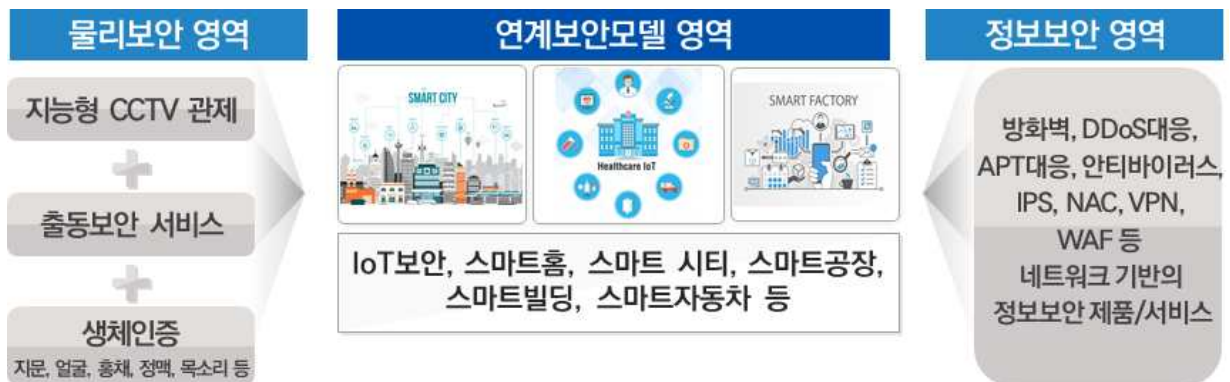 물리보안 영역
지능형 CCTV 관제
출동보안 서비스
생체인증
지문, 얼굴, 홍채, 정맥, 목소리 등
연계보안모델 영역
SMART CITY
Healthcare IoT
SMART FACTORY
IoT보안, 스마트홈, 스마트 시티, 스마트공장,
스마트빌딩, 스마트자동차 등
정보보안 영역
방화벽, DDoS대응,
APT대응, 안티바이러스,
IPS, NAC, VPN,
WAF 등
네트워크 기반의
정보보안 제품/서비스